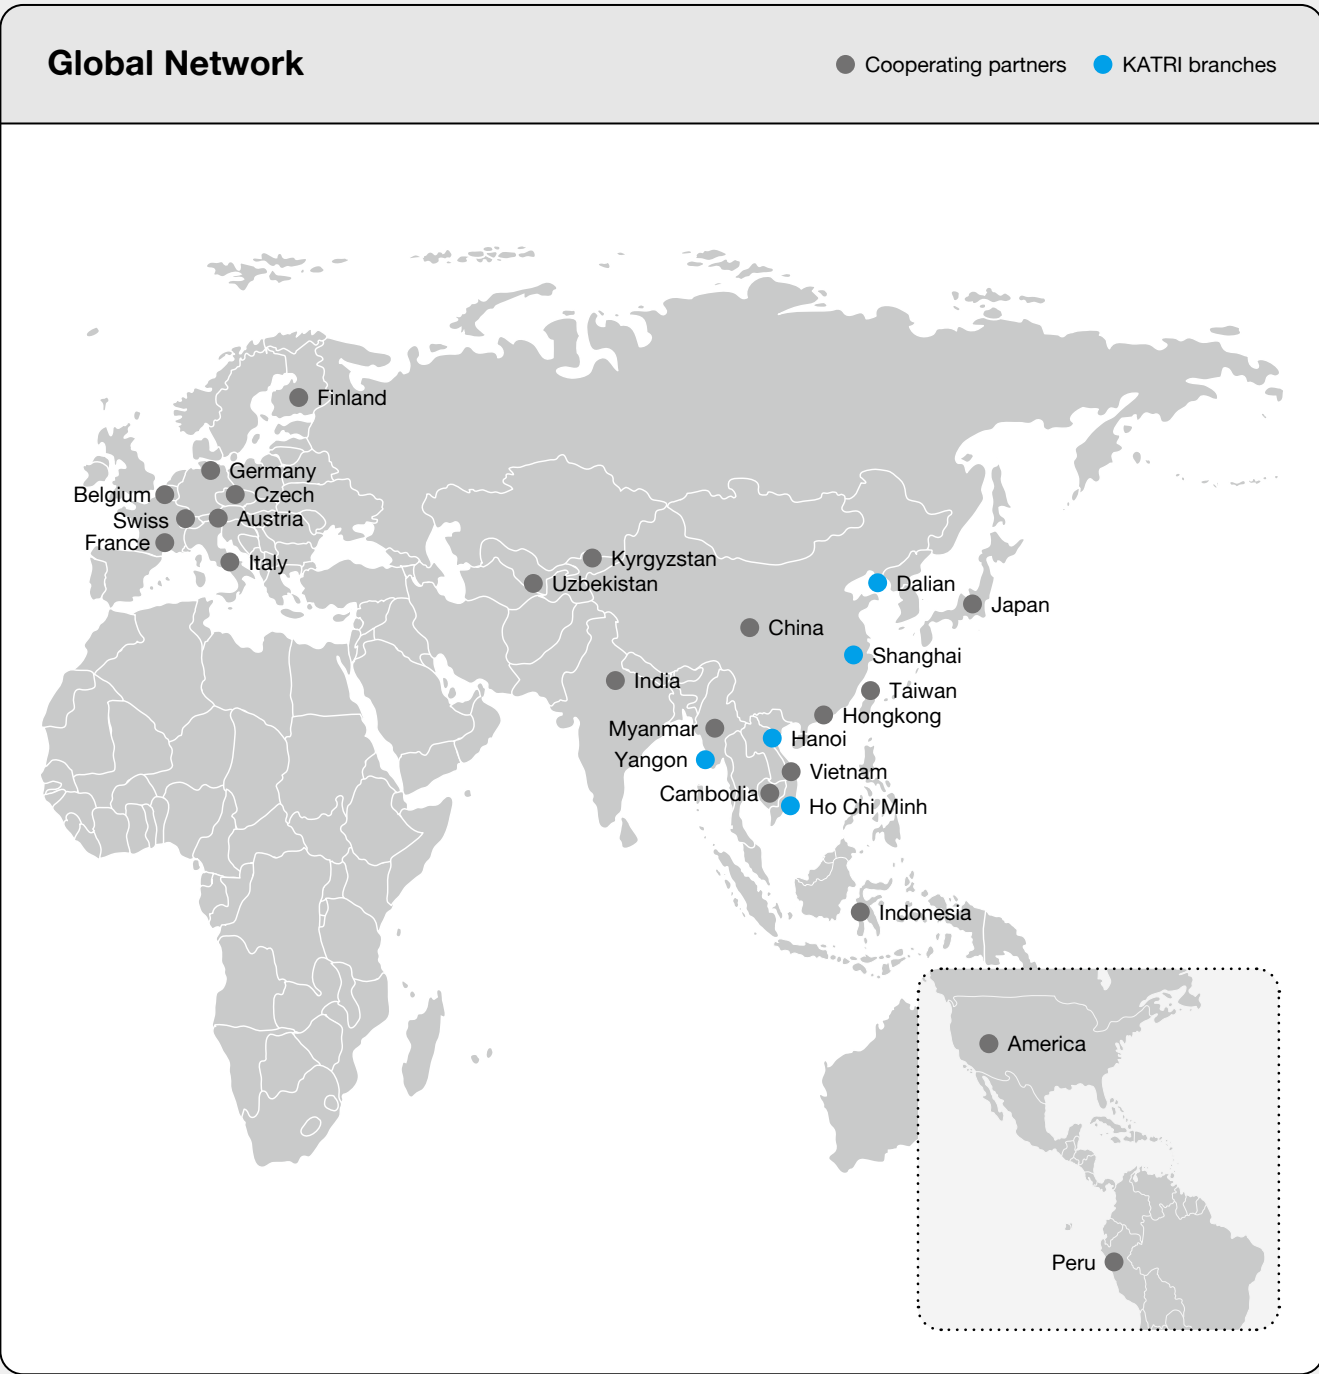 Global Network
Cooperating partners
KATRI branches
Finland
Germany
Belgium
Czech
Swiss
Austria
France
Italy
Kyrgyzstan
Uzbekistan
Dalian
Japan
China
Shanghai
India
Taiwan
Hongkong
Myanmar
Hanoi
Yangon
Vietnam
Cambodia
Ho Chi Minh
Indonesia
America
Peru